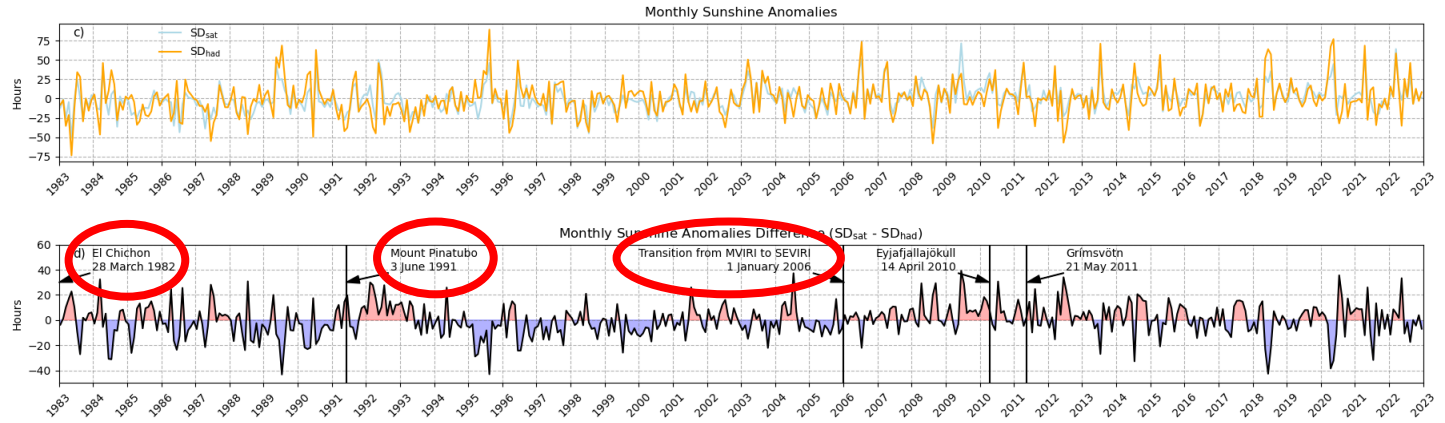 Monthly Sunshine Anomalies
c)
SDsat
SDhad
Hours
75
50
25
0
−25
−50
−75
1983 1984 1985 1986 1987 1988 1989 1990 1991 1992 1993 1994 1995 1996 1997 1998 1999 2000 2001 2002 2003 2004 2005 2006 2007 2008 2009 2010 2011 2012 2013 2014 2015 2016 2017 2018 2019 2020 2021 2022 2023
Monthly Sunshine Anomalies Difference (SDsat - SDhad)
d) El Chichon
28 March 1982
Mount Pinatubo
3 June 1991
Transition from MVIRI to SEVIRI
1 January 2006
Eyjafjallajökull
14 April 2010
Grímsvötn
21 May 2011
Hours
60
40
20
0
−20
−40
1983 1984 1985 1986 1987 1988 1989 1990 1991 1992 1993 1994 1995 1996 1997 1998 1999 2000 2001 2002 2003 2004 2005 2006 2007 2008 2009 2010 2011 2012 2013 2014 2015 2016 2017 2018 2019 2020 2021 2022 2023